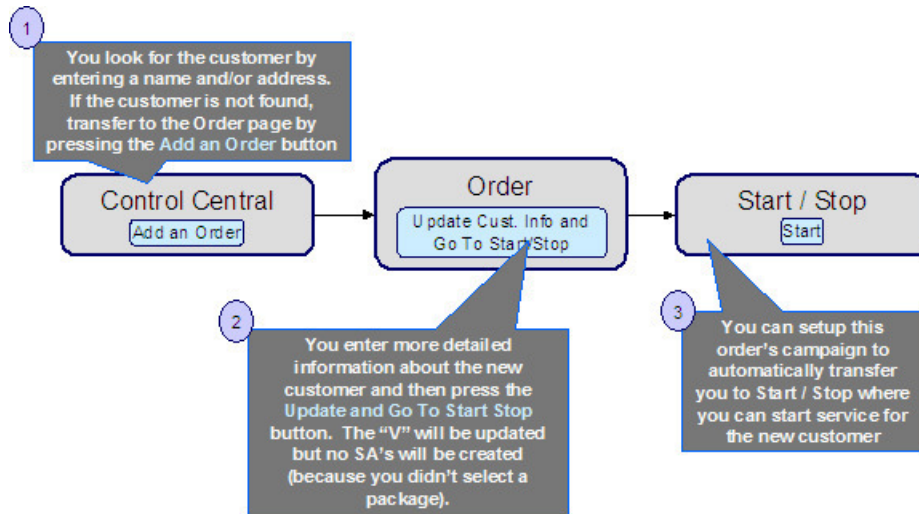 1
You look for the customer by
entering a name and/or address.
If the customer is not found,
transfer to the Order page by
pressing the Add an Order button
Control Central
Add an Order
Order
Update Cust. Info and
Go To Start/Stop
Start / Stop
Start
2
You enter more detailed
information about the new
customer and then press the
Update and Go To Start Stop
button. The “V” will be updated
but no SA's will be created
(because you didn't select a
package).
3
You can setup this
order's campaign to
automatically transfer
you to Start / Stop where
you can start service for
the new customer